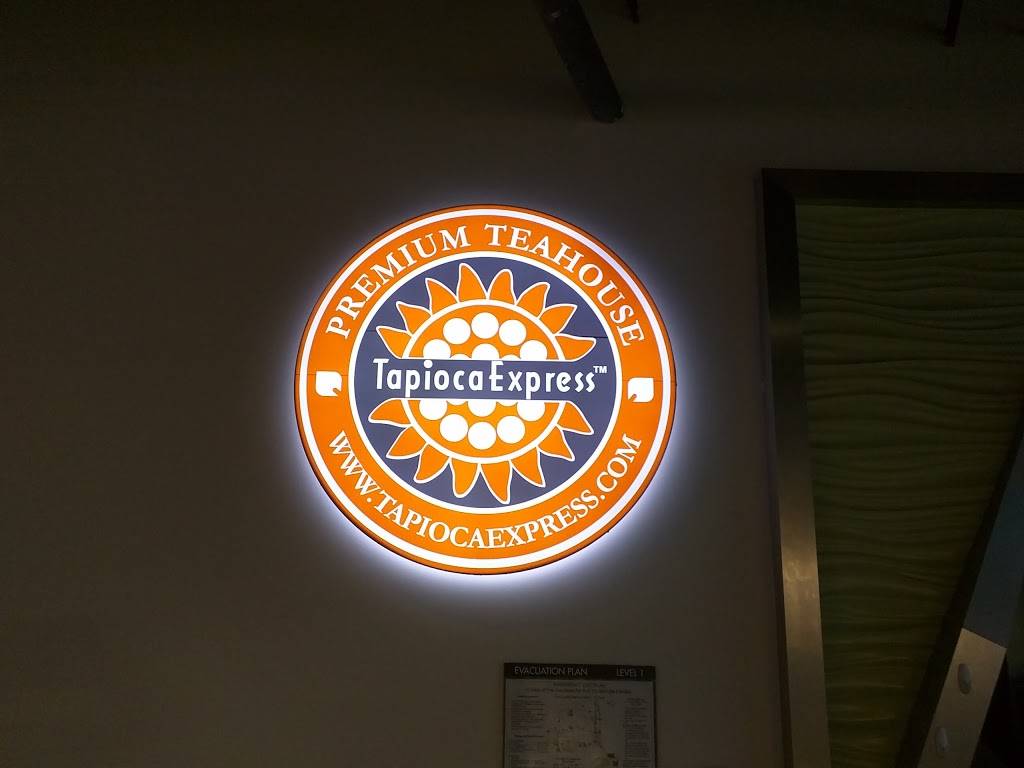 PREMIUM TEAHOUSE
TapiocaExpress™
WWW.TAPIOCAEXPRESS.COM
EVACUATION PLAN LEVEL 1